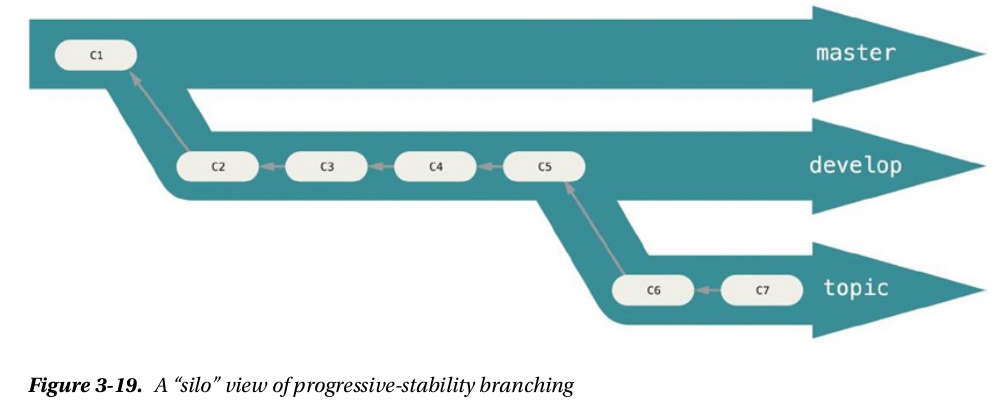 C1
master
C2
C3
C4
C5
develop
C6
C7
topic
Figure 3-19. A “silo” view of progressive-stability branching